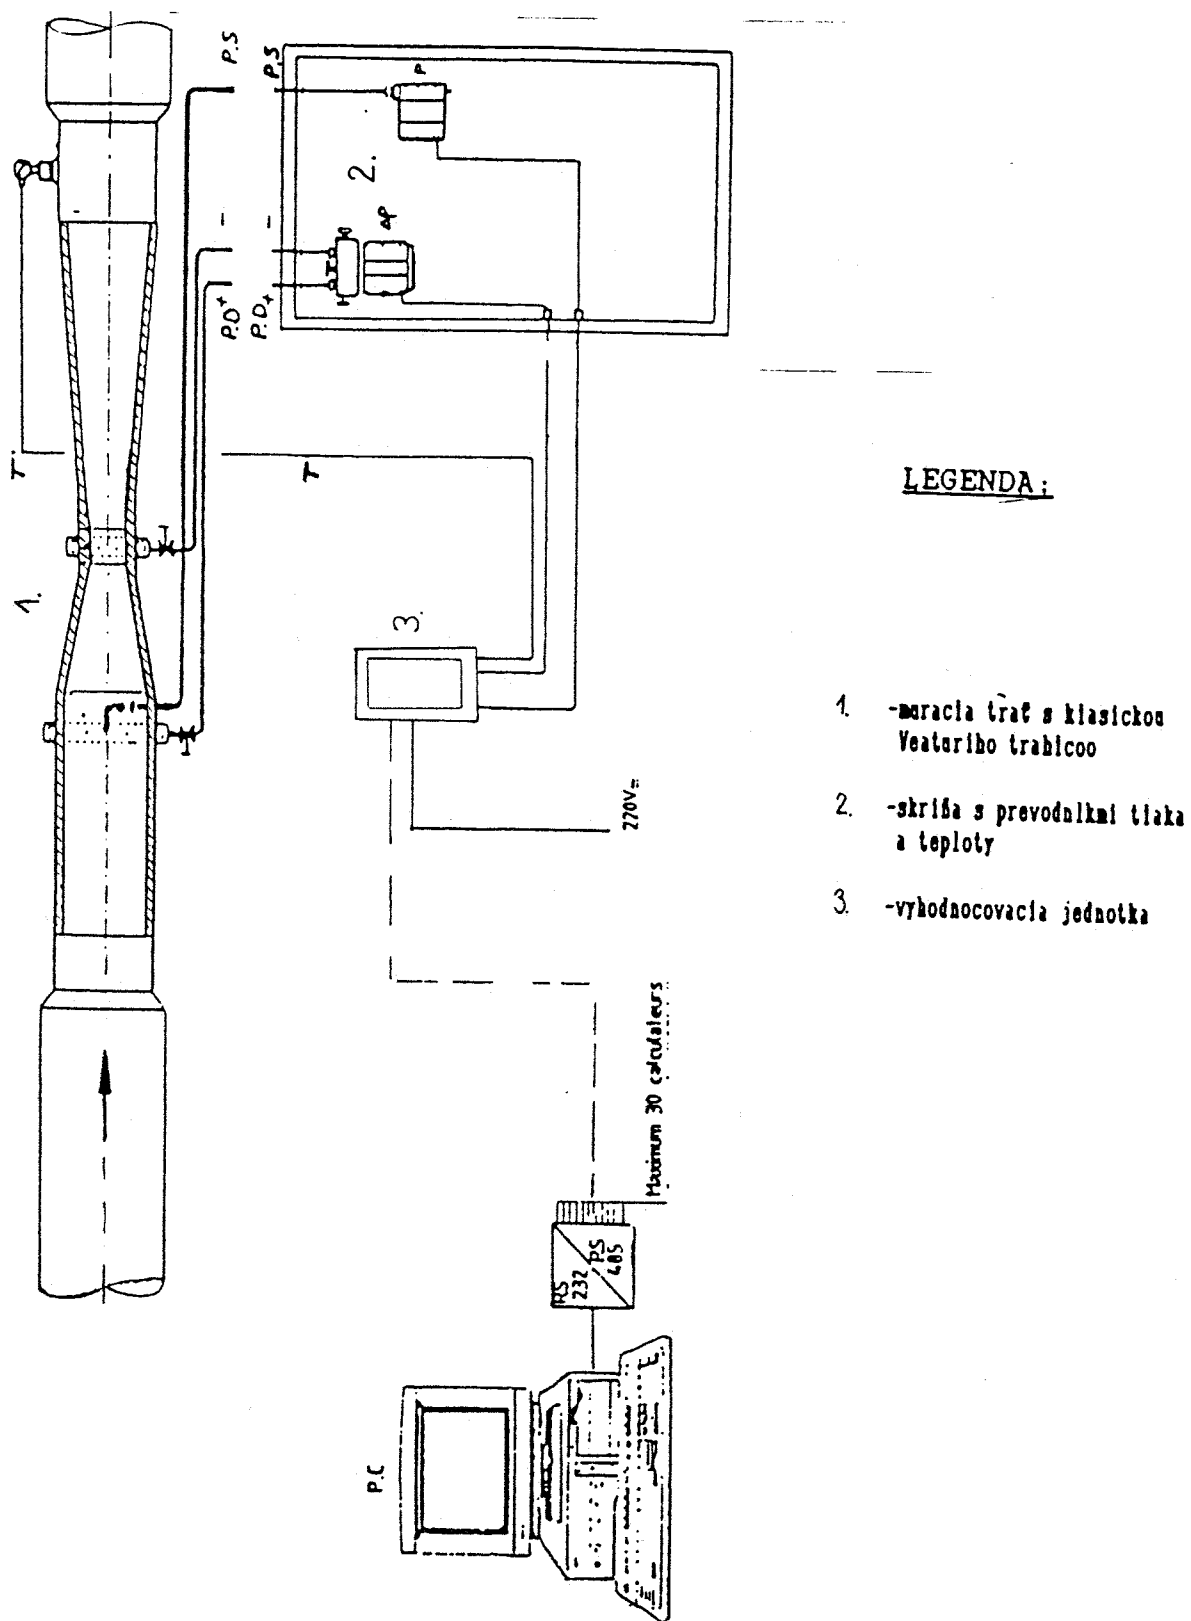 P.S
P.S
P
2.
ΔP
-
-
P.D+
P.D+
T.
T
1.
3.
220V=
Maximum 30 calculateurs
RS
232
RS
485
P.C
LEGENDA:
1. -meracia trať s klasickou
Venturiho trubicou
2. -skriňa s prevodníkmi tlaku
a teploty
3. -vyhodnocovacia jednotka